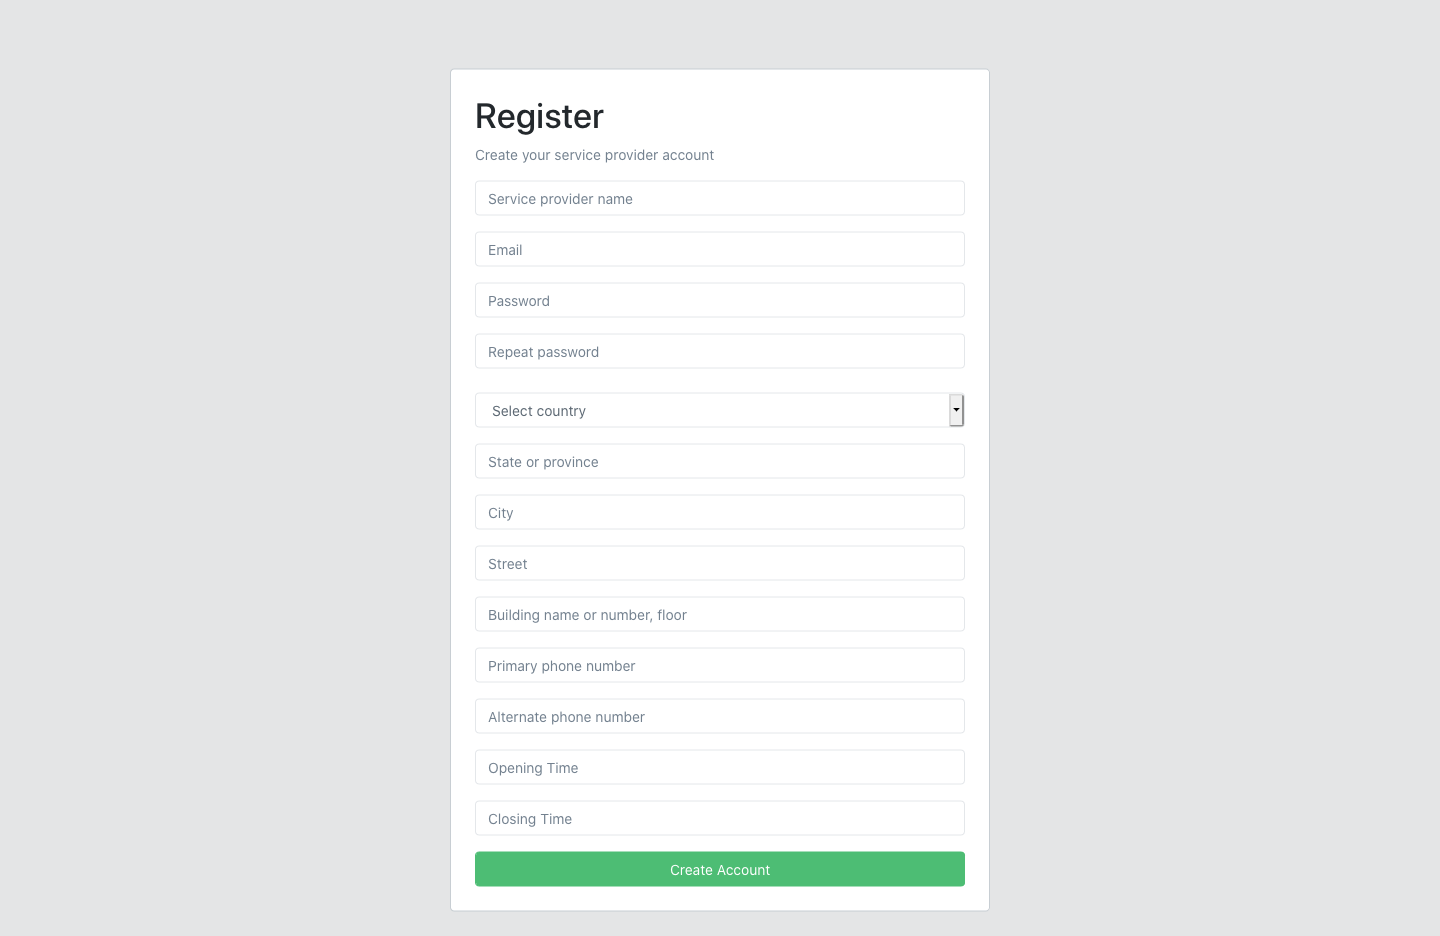 Register
Create your service provider account
Service provider name
Email
Password
Repeat password
Select country
State or province
City
Street
Building name or number, floor
Primary phone number
Alternate phone number
Opening Time
Closing Time
Create Account